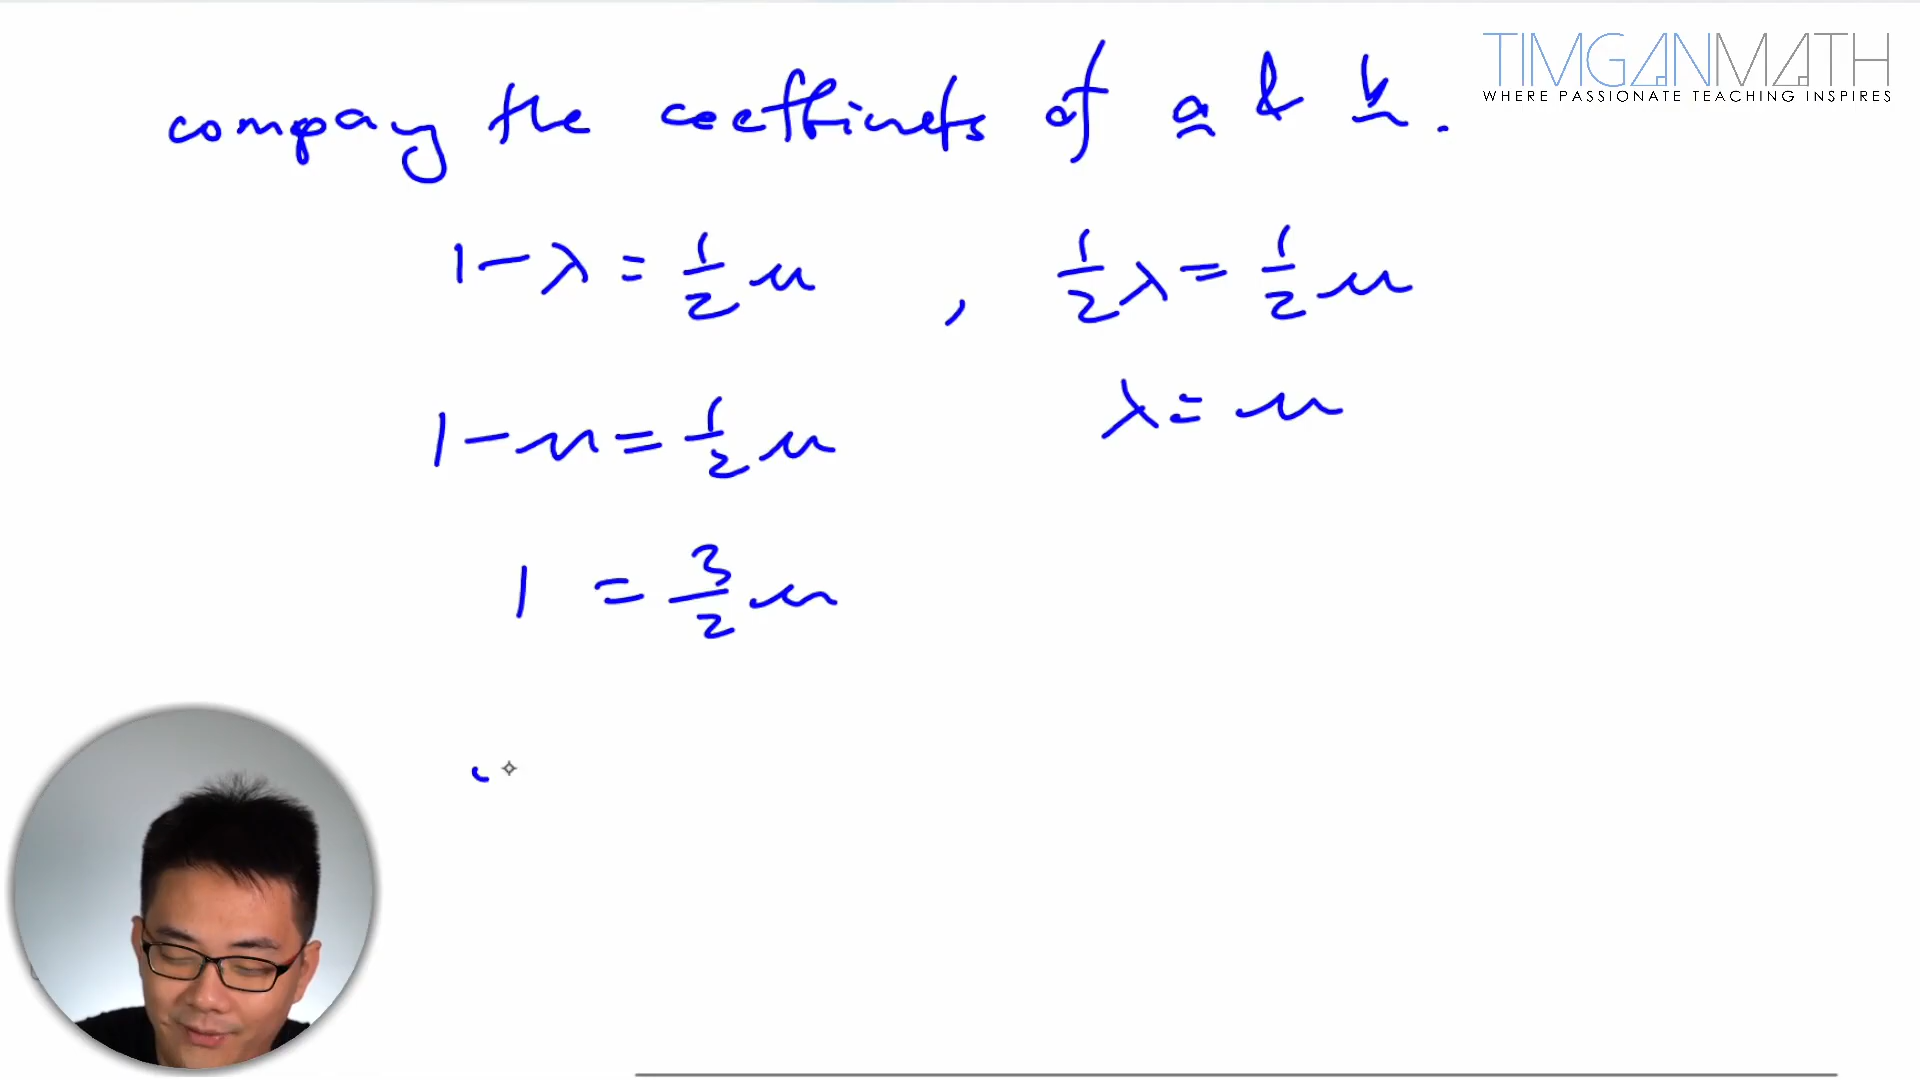 TIMGANMATH
WHERE PASSIONATE TEACHING INSPIRES
compay the coefficients of a & b.
1 - λ = 1/2 μ , 1/2 λ = 1/2 μ
λ = μ
1 - μ = 1/2 μ
1 = 3/2 μ